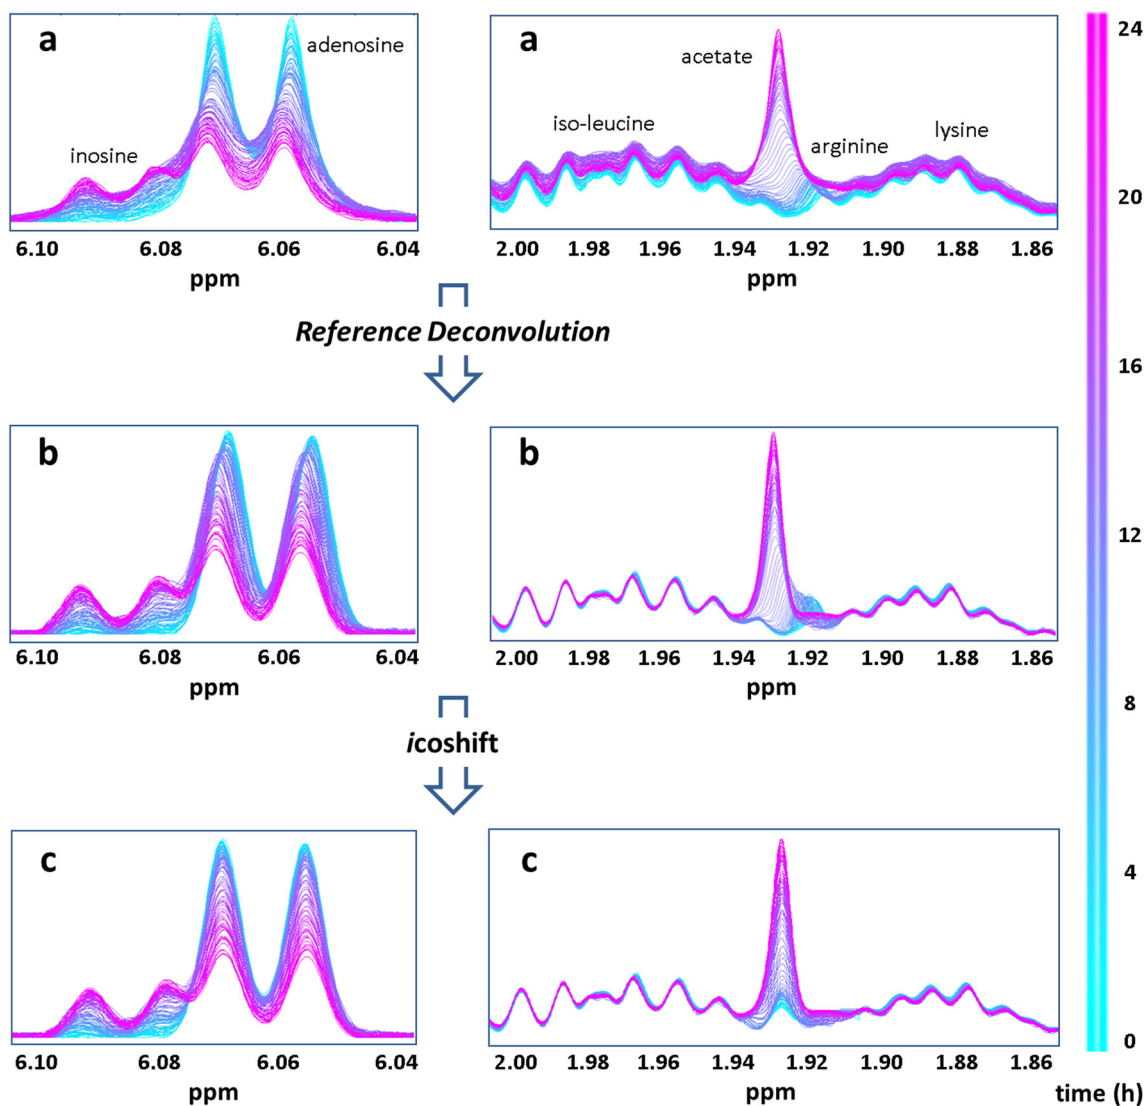 a
adenosine
inosine
6.10 6.08 6.06 6.04
ppm
a
acetate
iso-leucine
arginine
lysine
2.00 1.98 1.96 1.94 1.92 1.90 1.88 1.86
ppm
Reference Deconvolution
b
6.10 6.08 6.06 6.04
ppm
b
2.00 1.98 1.96 1.94 1.92 1.90 1.88 1.86
ppm
icoshift
c
6.10 6.08 6.06 6.04
ppm
c
2.00 1.98 1.96 1.94 1.92 1.90 1.88 1.86
ppm
24
20
16
12
8
4
0
time (h)